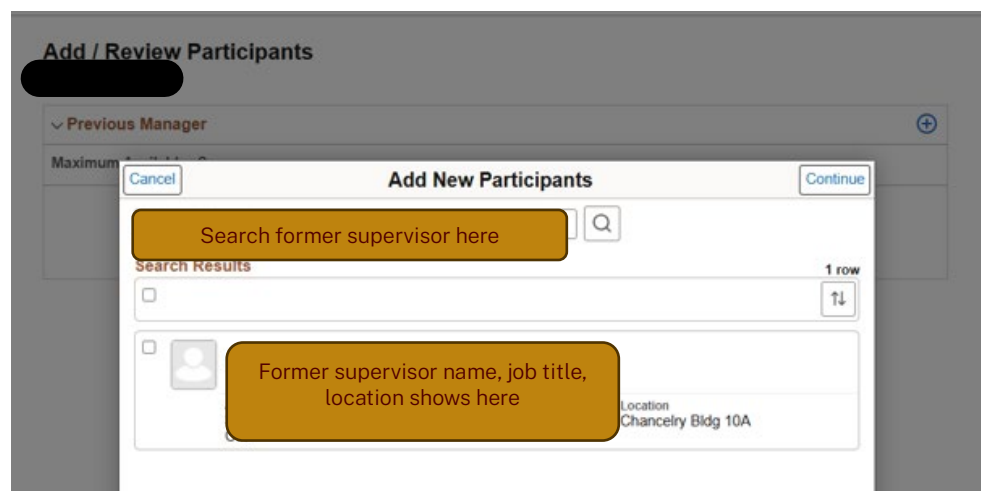 Add / Review Participants
Previous Manager
Maximum
Cancel
Add New Participants
Continue
Search former supervisor here
Search Results
1 row
Former supervisor name, job title,
location shows here
Location
Chancelry Bldg 10A